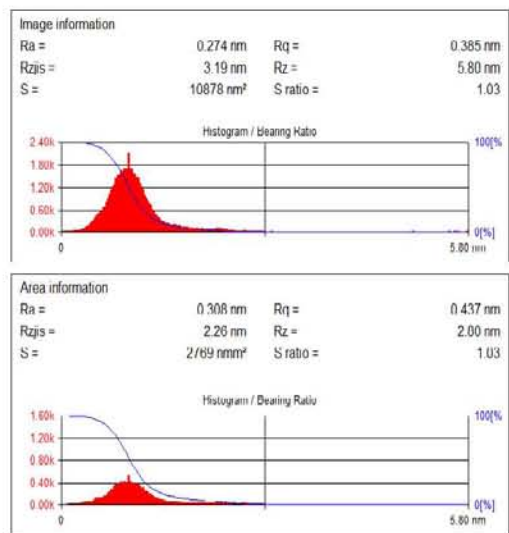 Image information
Ra = 0.274 nm Rq = 0.385 nm
Rzjis = 3.19 nm Rz = 5.80 nm
S = 10878 nm² S ratio = 1.03
Histogram / Bearing Ratio
2.40k
1.80k
1.20k
0.60k
0.00k
100[%
0[%]
0 5.80 nm
Area information
Ra = 0.308 nm Rq = 0.437 nm
Rzjis = 2.26 nm Rz = 2.00 nm
S = 2769 nmm² S ratio = 1.03
Histogram / Bearing Ratio
1.60k
1.20k
0.80k
0.40k
0.00k
100[%
0[%]
0 5.80 nm